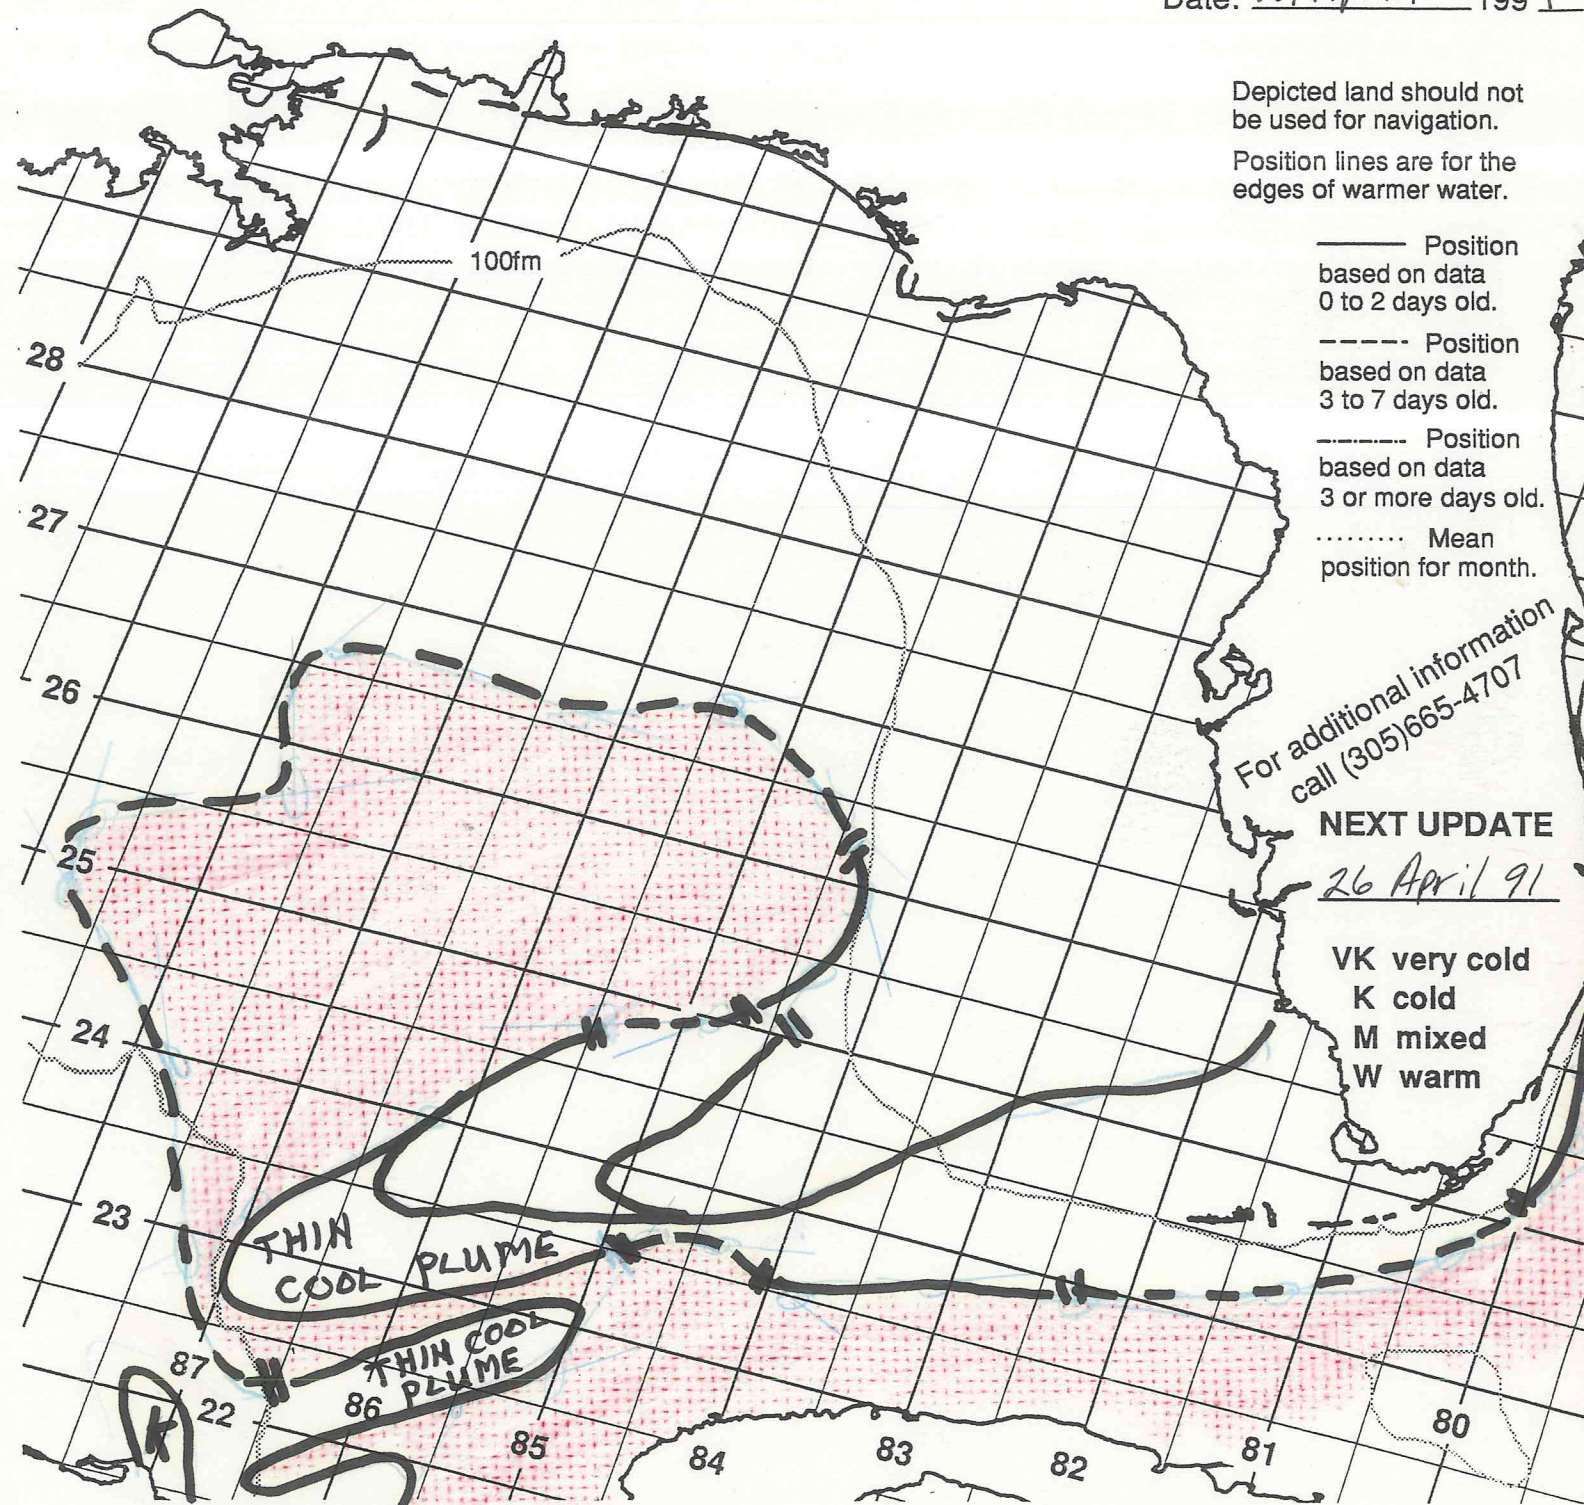 Date: 199
Depicted land should not
be used for navigation.
Position lines are for the
edges of warmer water.
Position
based on data
0 to 2 days old.
Position
based on data
3 to 7 days old.
Position
based on data
3 or more days old.
Mean
position for month.
For additional information
call (305)665-4707
NEXT UPDATE
26 April 91
VK very cold
K cold
M mixed
W warm
100fm
28
27
26
25
24
23
THIN
COOL PLUME
THIN COOL
PLUME
K
87
22
86
85
84
83
82
81
80